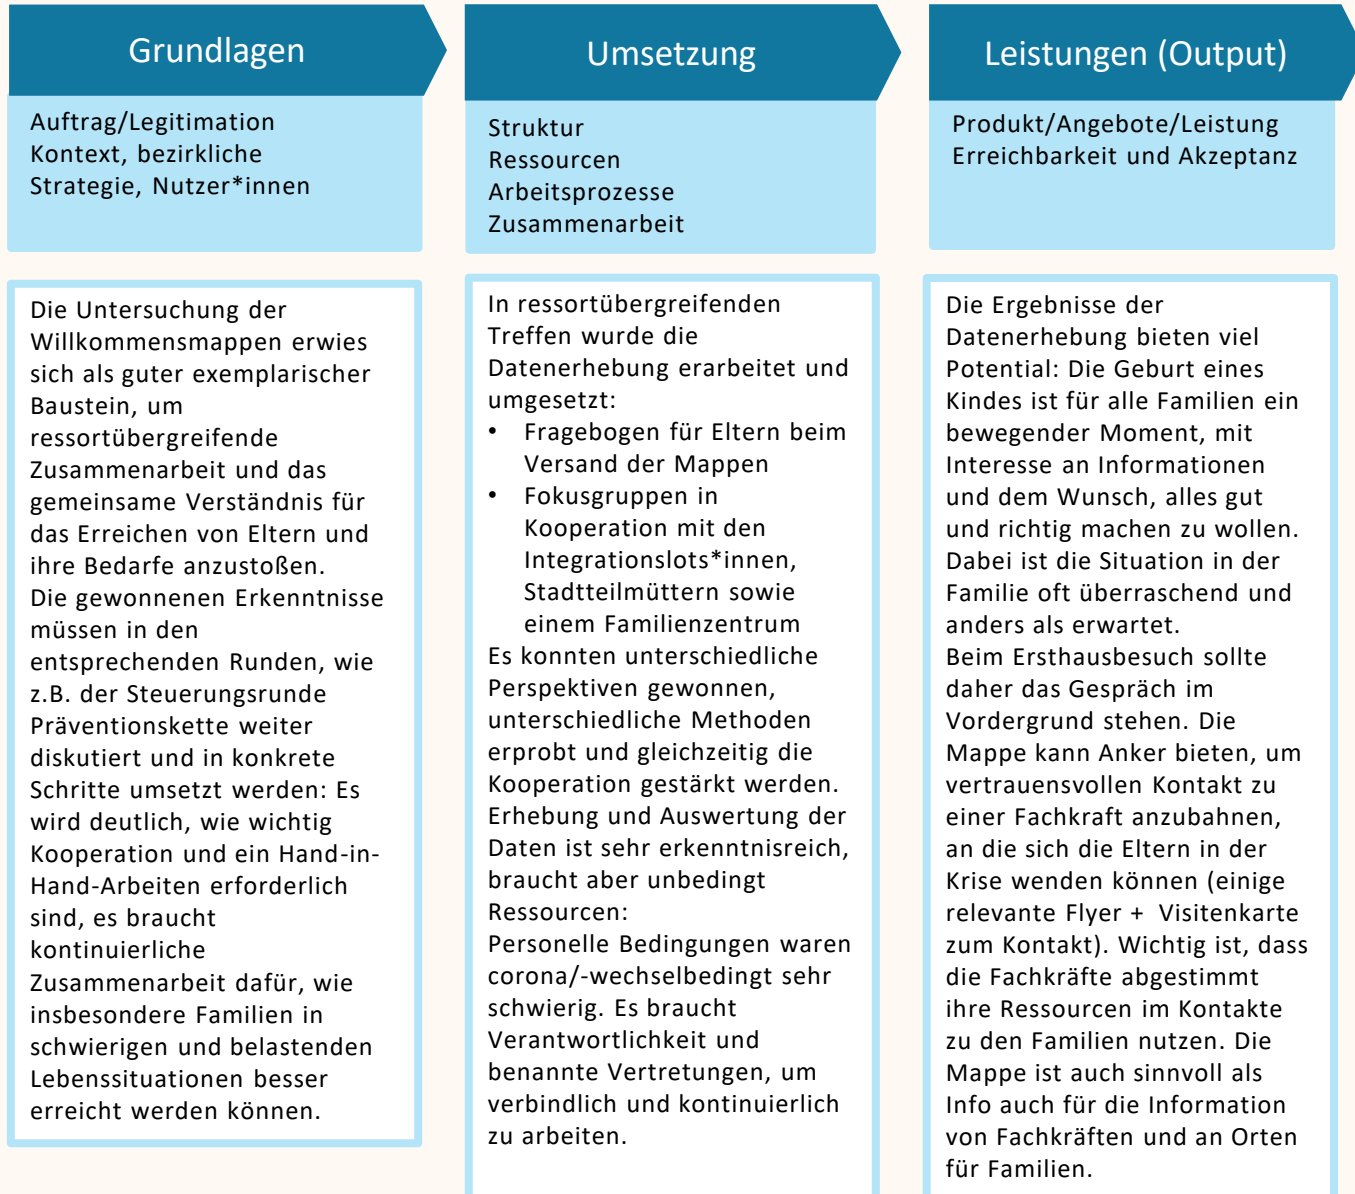 Grundlagen
Auftrag/Legitimation
Kontext, bezirkliche
Strategie, Nutzer*innen
Die Untersuchung der
Willkommensmappen erwies
sich als guter exemplarischer
Baustein, um
ressortübergreifende
Zusammenarbeit und das
gemeinsame Verständnis für
das Erreichen von Eltern und
ihre Bedarfe anzustoßen.
Die gewonnenen Erkenntnisse
müssen in den
entsprechenden Runden, wie
z.B. der Steuerungsrunde
Präventionskette weiter
diskutiert und in konkrete
Schritte umsetzt werden: Es
wird deutlich, wie wichtig
Kooperation und ein Hand-in-
Hand-Arbeiten erforderlich
sind, es braucht
kontinuierliche
Zusammenarbeit dafür, wie
insbesondere Familien in
schwierigen und belastenden
Lebenssituationen besser
erreicht werden können.
Umsetzung
Struktur
Ressourcen
Arbeitsprozesse
Zusammenarbeit
In ressortübergreifenden
Treffen wurde die
Datenerhebung erarbeitet und
umgesetzt:
• Fragebogen für Eltern beim
Versand der Mappen
• Fokusgruppen in
Kooperation mit den
Integrationslots*innen,
Stadtteilmüttern sowie
einem Familienzentrum
Es konnten unterschiedliche
Perspektiven gewonnen,
unterschiedliche Methoden
erprobt und gleichzeitig die
Kooperation gestärkt werden.
Erhebung und Auswertung der
Daten ist sehr erkenntnisreich,
braucht aber unbedingt
Ressourcen:
Personelle Bedingungen waren
corona/-wechselbedingt sehr
schwierig. Es braucht
Verantwortlichkeit und
benannte Vertretungen, um
verbindlich und kontinuierlich
zu arbeiten.
Leistungen (Output)
Produkt/Angebote/Leistung
Erreichbarkeit und Akzeptanz
Die Ergebnisse der
Datenerhebung bieten viel
Potential: Die Geburt eines
Kindes ist für alle Familien ein
bewegender Moment, mit
Interesse an Informationen
und dem Wunsch, alles gut
und richtig machen zu wollen.
Dabei ist die Situation in der
Familie oft überraschend und
anders als erwartet.
Beim Ersthausbesuch sollte
daher das Gespräch im
Vordergrund stehen. Die
Mappe kann Anker bieten, um
vertrauensvollen Kontakt zu
einer Fachkraft anzubahnen,
an die sich die Eltern in der
Krise wenden können (einige
relevante Flyer + Visitenkarte
zum Kontakt). Wichtig ist, dass
die Fachkräfte abgestimmt
ihre Ressourcen im Kontakte
zu den Familien nutzen. Die
Mappe ist auch sinnvoll als
Info auch für die Information
von Fachkräften und an Orten
für Familien.